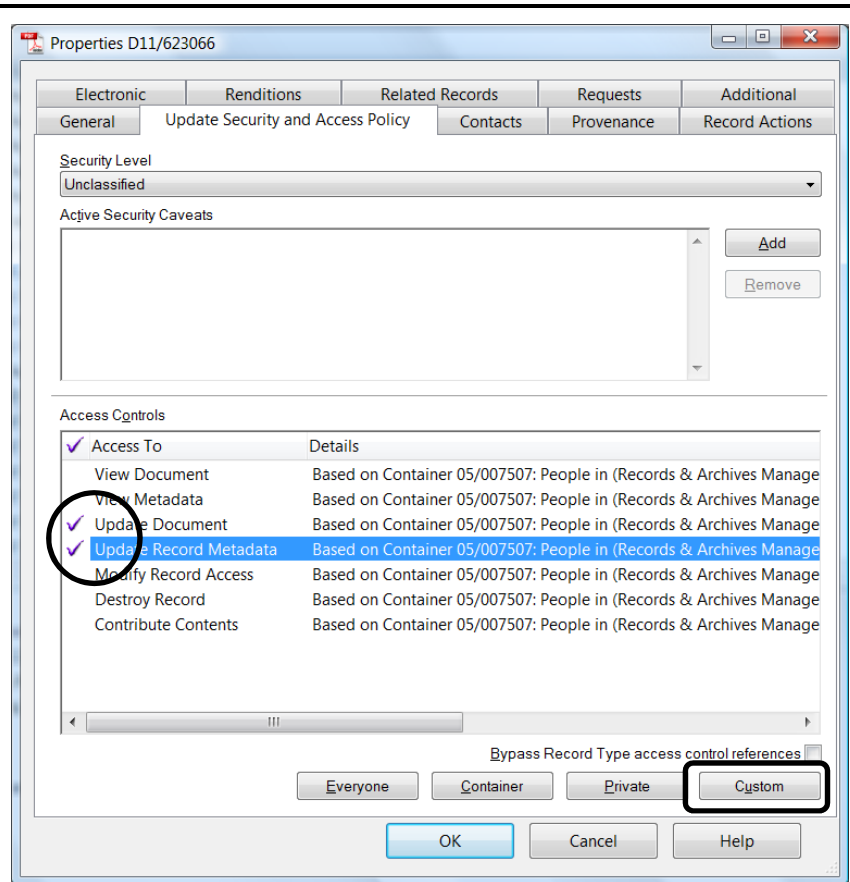 Properties D11/623066
Electronic Renditions Related Records Requests Additional
General Update Security and Access Policy Contacts Provenance Record Actions
Security Level
Unclassified
Active Security Caveats
Add
Remove
Access Controls
Access To Details
View Document Based on Container 05/007507: People in (Records & Archives Manage
View Metadata Based on Container 05/007507: People in (Records & Archives Manage
Update Document Based on Container 05/007507: People in (Records & Archives Manage
Update Record Metadata Based on Container 05/007507: People in (Records & Archives Manage
Modify Record Access Based on Container 05/007507: People in (Records & Archives Manage
Destroy Record Based on Container 05/007507: People in (Records & Archives Manage
Contribute Contents Based on Container 05/007507: People in (Records & Archives Manage
Bypass Record Type access control references
Everyone Container Private Custom
OK Cancel Help